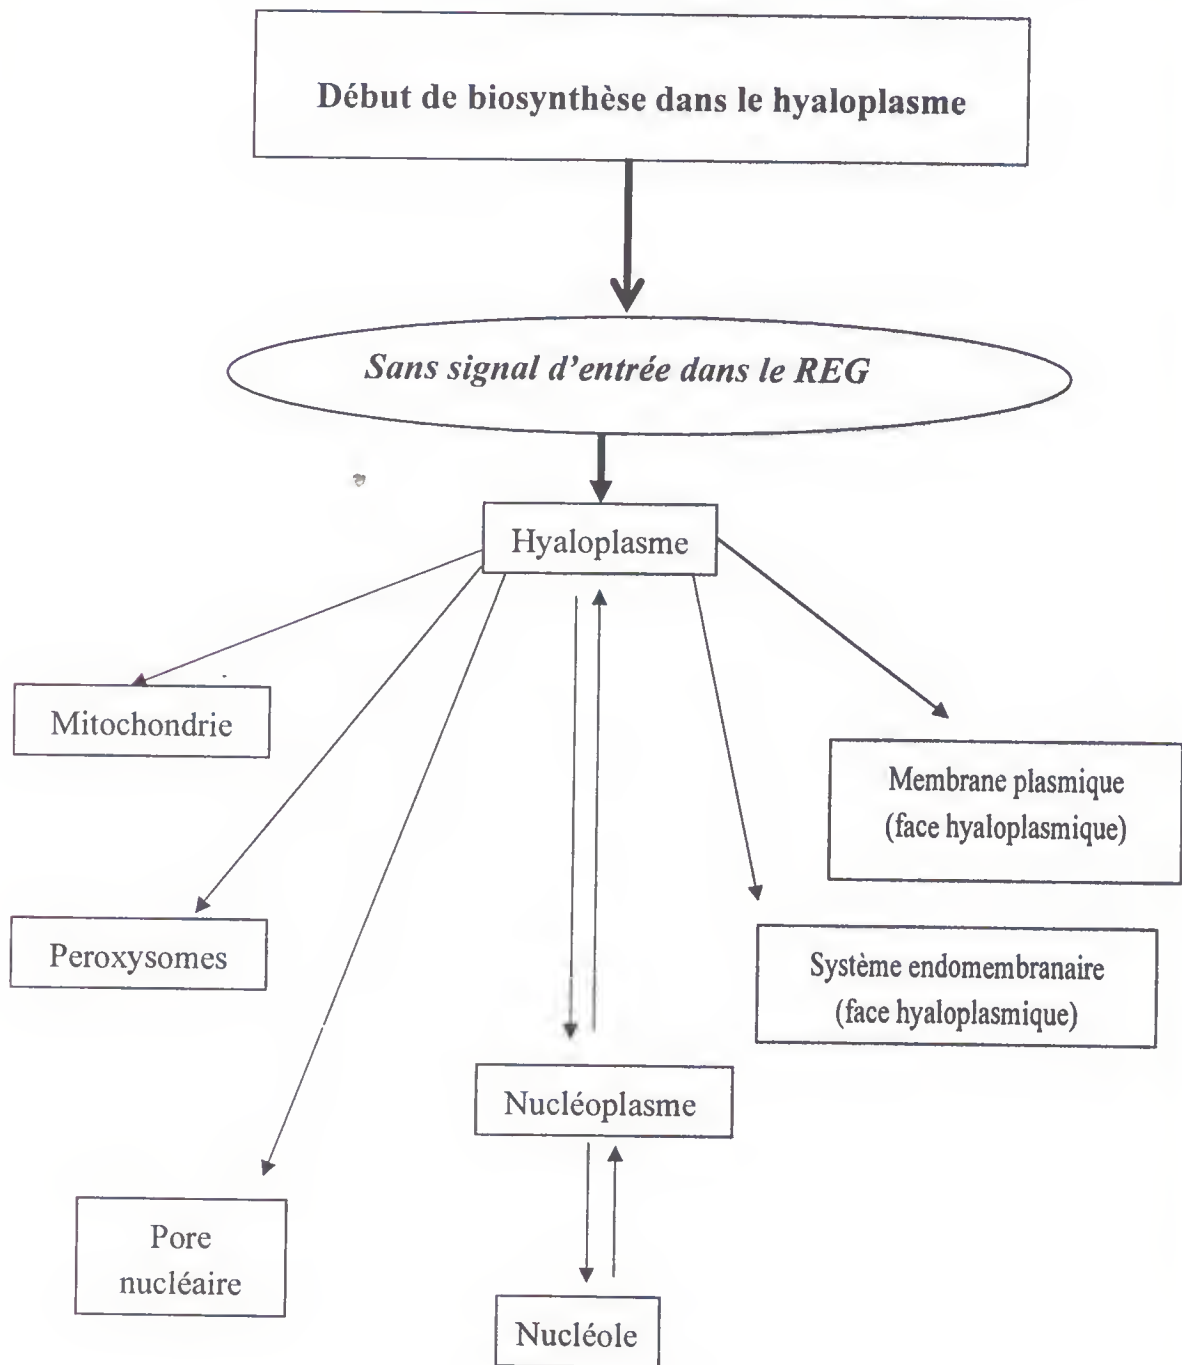 Début de biosynthèse dans le hyaloplasme
Sans signal d'entrée dans le REG
Hyaloplasme
Mitochondrie
Membrane plasmique
(face hyaloplasmique)
Peroxysomes
Système endomembranaire
(face hyaloplasmique)
Nucléoplasme
Pore
nucléaire
Nucléole